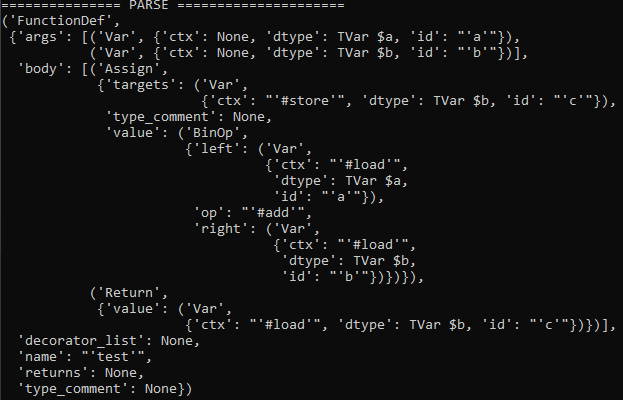 =============== PARSE =====================
('FunctionDef',
 {'args': [('Var', {'ctx': None, 'dtype': TVar $a, 'id': "'a'"}),
           ('Var', {'ctx': None, 'dtype': TVar $b, 'id': "'b'"})],
  'body': [('Assign',
            {'targets': ('Var',
                         {'ctx': "'#store'", 'dtype': TVar $b, 'id': "'c'"}),
             'type_comment': None,
             'value': ('BinOp',
                       {'left': ('Var',
                                 {'ctx': "'#load'",
                                  'dtype': TVar $a,
                                  'id': "'a'"}),
                        'op': "'#add'",
                        'right': ('Var',
                                  {'ctx': "'#load'",
                                   'dtype': TVar $b,
                                   'id': "'b'"})})}),
           ('Return',
            {'value': ('Var',
                       {'ctx': "'#load'", 'dtype': TVar $b, 'id': "'c'"})})],
  'decorator_list': None,
  'name': "'test'",
  'returns': None,
  'type_comment': None})